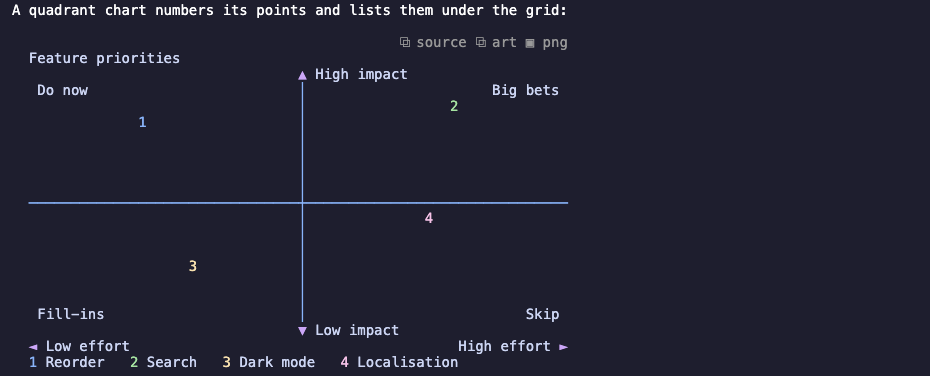 A quadrant chart numbers its points and lists them under the grid:
source art png
Feature priorities
▲ High impact
Do now Big bets
2
1
4
3
Fill-ins Skip
▼ Low impact
◄ Low effort High effort ►
1 Reorder 2 Search 3 Dark mode 4 Localisation